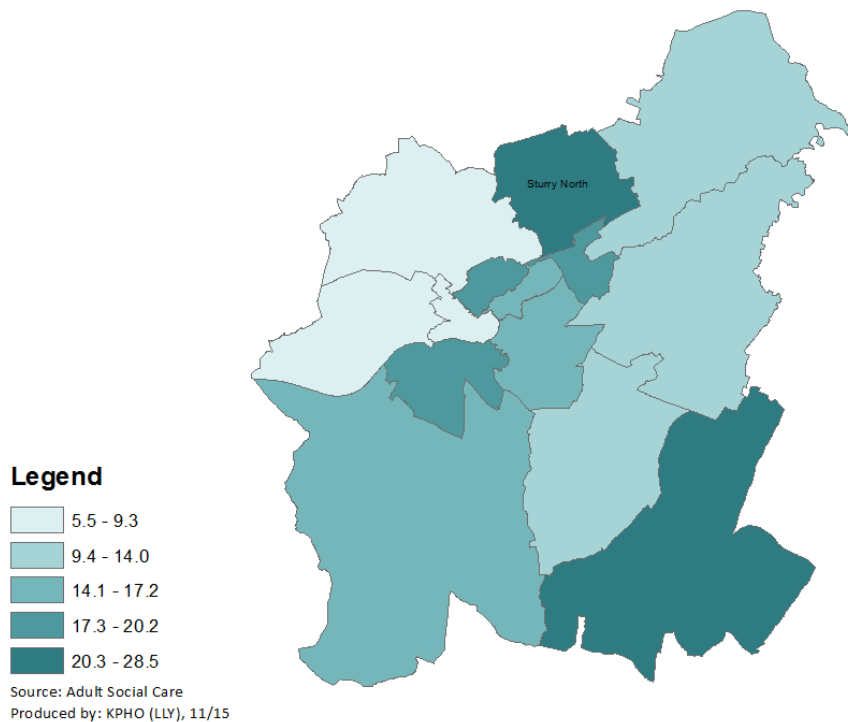 Sturry North
Legend
5.5 - 9.3
9.4 - 14.0
14.1 - 17.2
17.3 - 20.2
20.3 - 28.5
Source: Adult Social Care
Produced by: KPHO (LLY), 11/15